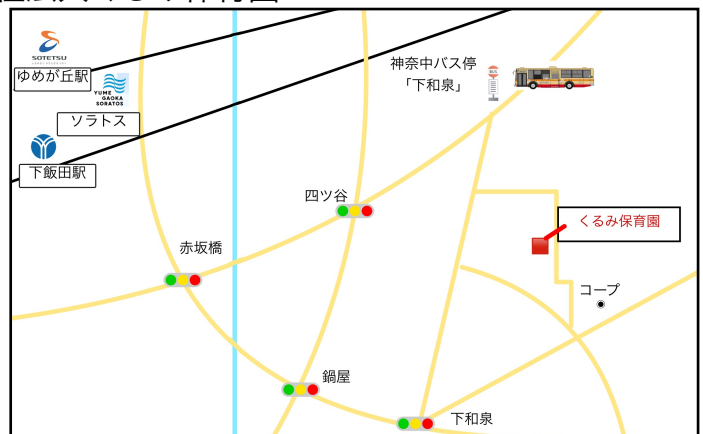 SOTETSU
ゆめが丘駅
YUME
GAOKA
SORATOS
ソラトス
下飯田駅
神奈中バス停
「下和泉」
BUS
四ツ谷
赤坂橋
くるみ保育園
コープ
鍋屋
下和泉